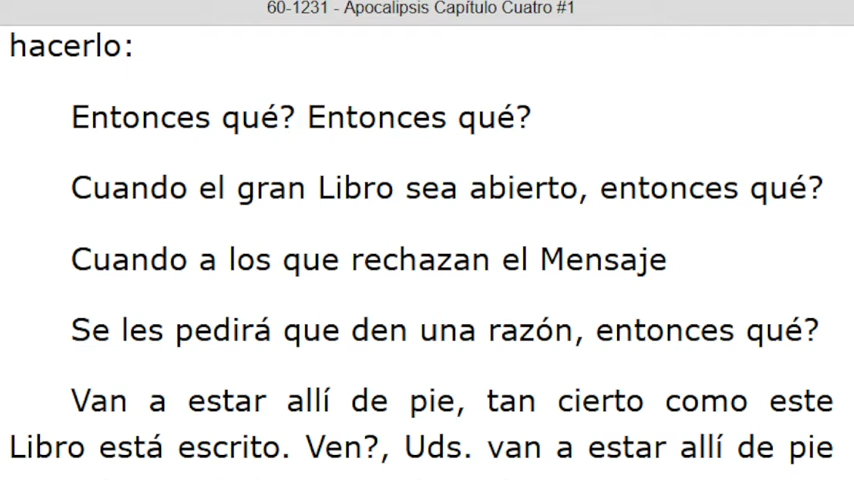 60-1231 - Apocalipsis Capítulo Cuatro #1
hacerlo:
Entonces qué? Entonces qué?
Cuando el gran Libro sea abierto, entonces qué?
Cuando a los que rechazan el Mensaje
Se les pedirá que den una razón, entonces qué?
Van a estar allí de pie, tan cierto como este
Libro está escrito. Ven?, Uds. van a estar allí de pie